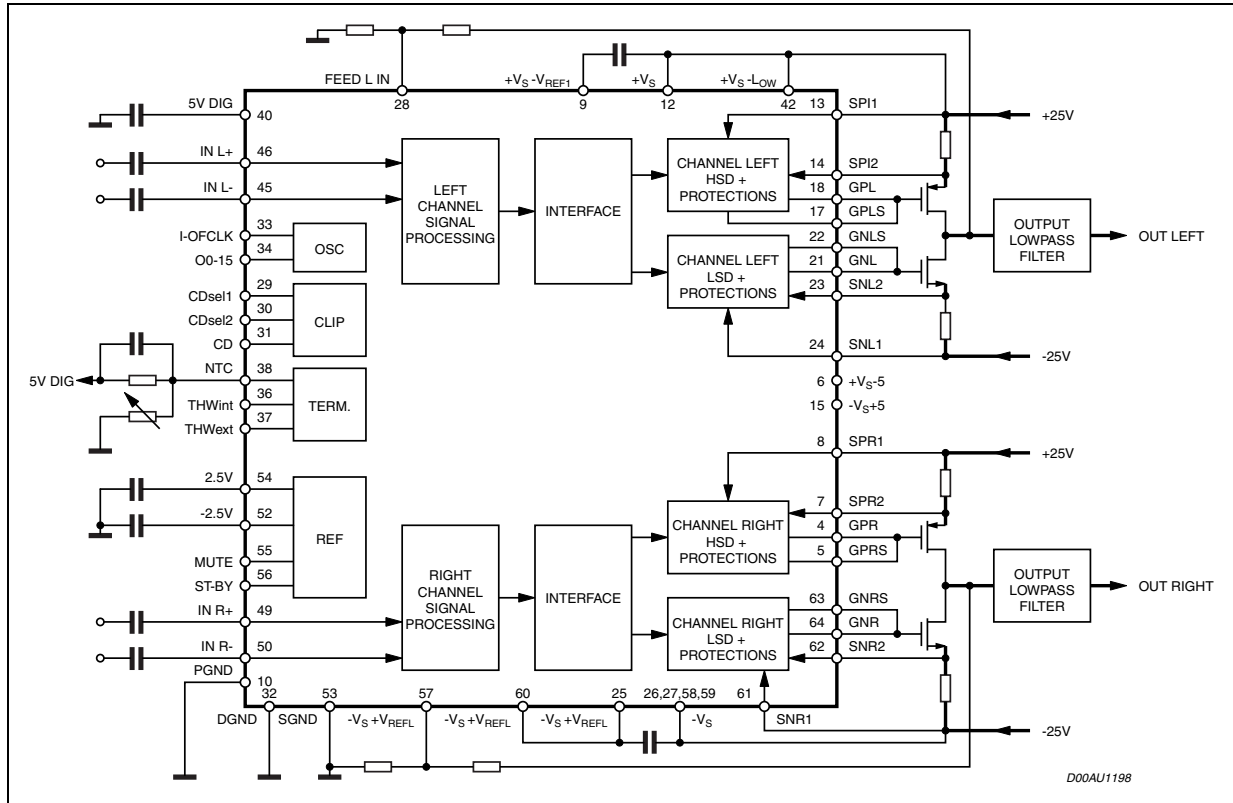 FEED L IN
28
+VS-VREF1
9
+VS
12
+VS-LOW
42
5V DIG
40
IN L+
46
IN L-
45
I-OFCLK
33
O0-15
34
CDsel1
29
CDsel2
30
CD
31
NTC
38
5V DIG
THWint
36
THWext
37
2.5V
54
-2.5V
52
MUTE
55
ST-BY
56
IN R+
49
IN R-
50
PGND
10
LEFT
CHANNEL
SIGNAL
PROCESSING
INTERFACE
OSC
CLIP
TERM.
REF
RIGHT
CHANNEL
SIGNAL
PROCESSING
INTERFACE
CHANNEL LEFT
HSD +
PROTECTIONS
CHANNEL LEFT
LSD +
PROTECTIONS
CHANNEL RIGHT
HSD +
PROTECTIONS
CHANNEL RIGHT
LSD +
PROTECTIONS
13 SPI1
14 SPI2
18 GPL
17 GPLS
22 GNLS
21 GNL
23 SNL2
24 SNL1
6 +VS-5
15 -VS+5
8 SPR1
7 SPR2
4 GPR
5 GPRS
63 GNRS
64 GNR
62 SNR2
+25V
OUTPUT
LOWPASS
FILTER
OUT LEFT
-25V
+25V
OUTPUT
LOWPASS
FILTER
OUT RIGHT
-25V
32
DGND
53
SGND
57
-VS +VREFL
60
-VS +VREFL
25
-VS +VREFL
26,27,58,59
-VS
61
SNR1
D00AU1198